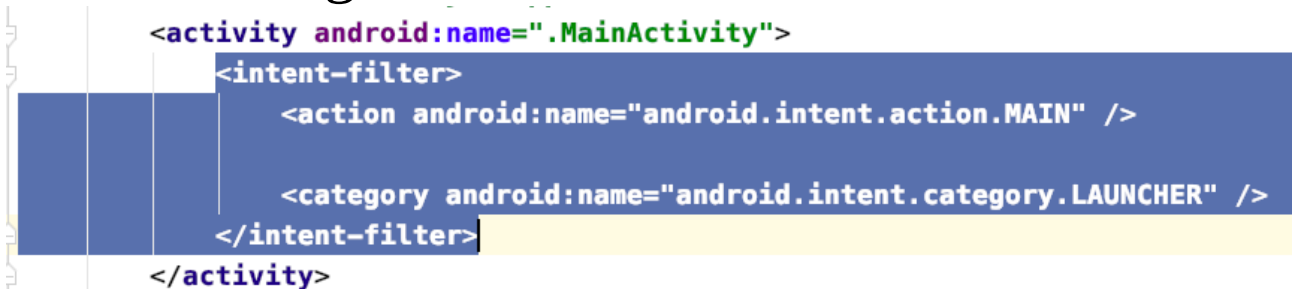 <activity android:name=".MainActivity">
<intent-filter>
<action android:name="android.intent.action.MAIN" />
<category android:name="android.intent.category.LAUNCHER" />
</intent-filter>
</activity>